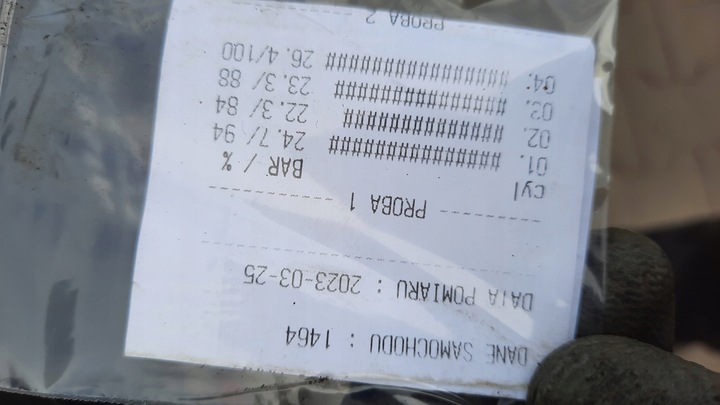 DANE SAMOCHODU : 1464
DATA POMIARU : 2023-03-25
---- PROBA 1 ----
cyl BAR / %
01. ################ 24.7/ 94
02. ############### 22.3/ 84
03. ################ 23.3/ 88
04. ################# 26.4/100
PROBA 2